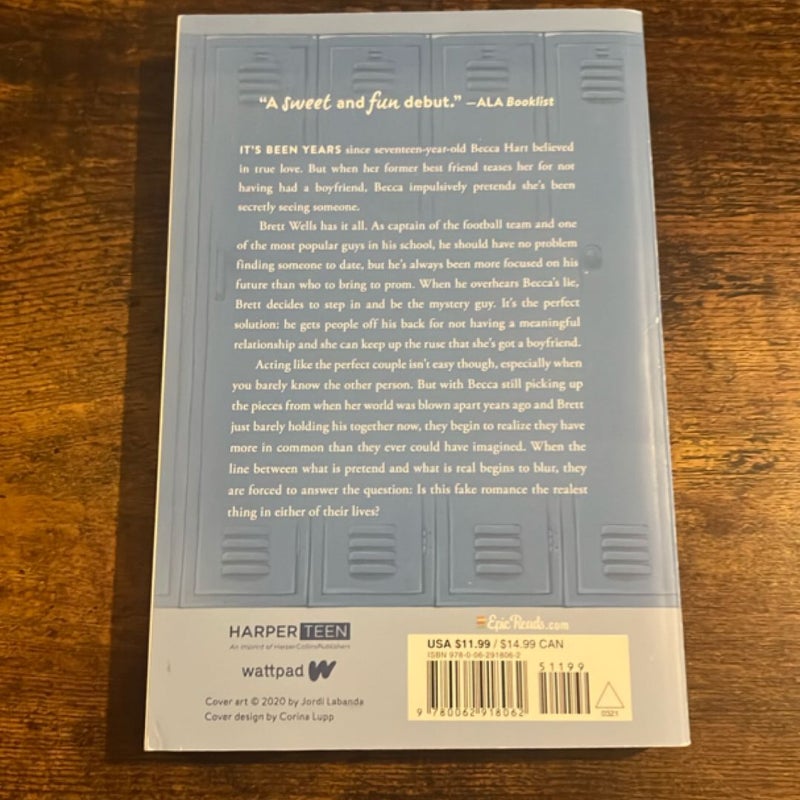 "A sweet and fun debut." —ALA Booklist
IT'S BEEN YEARS since seventeen-year-old Becca Hart believed
in true love. But when her former best friend teases her for not
having had a boyfriend, Becca impulsively pretends she's been
secretly seeing someone.
Brett Wells has it all. As captain of the football team and one
of the most popular guys in his school, he should have no problem
finding someone to date, but he's always been more focused on his
future than who to bring to prom. When he overhears Becca's lie,
Brett decides to step in and be the mystery guy. It's the perfect
solution: he gets people off his back for not having a meaningful
relationship and she can keep up the ruse that she's got a boyfriend.
Acting like the perfect couple isn't easy though, especially when
you barely know the other person. But with Becca still picking up
the pieces from when her world was blown apart years ago and Brett
just barely holding his together now, they begin to realize they have
more in common than they ever could have imagined. When the
line between what is pretend and what is real begins to blur, they
are forced to answer the question: Is this fake romance the realest
thing in either of their lives?
HARPER TEEN
An imprint of HarperCollinsPublishers
wattpad
Cover art © 2020 by Jordi Labanda
Cover design by Corina Lupp
EpicReads.com
USA $11.99 / $14.99 CAN
ISBN 978-0-06-291806-2
51199
9 780062 918062
0321